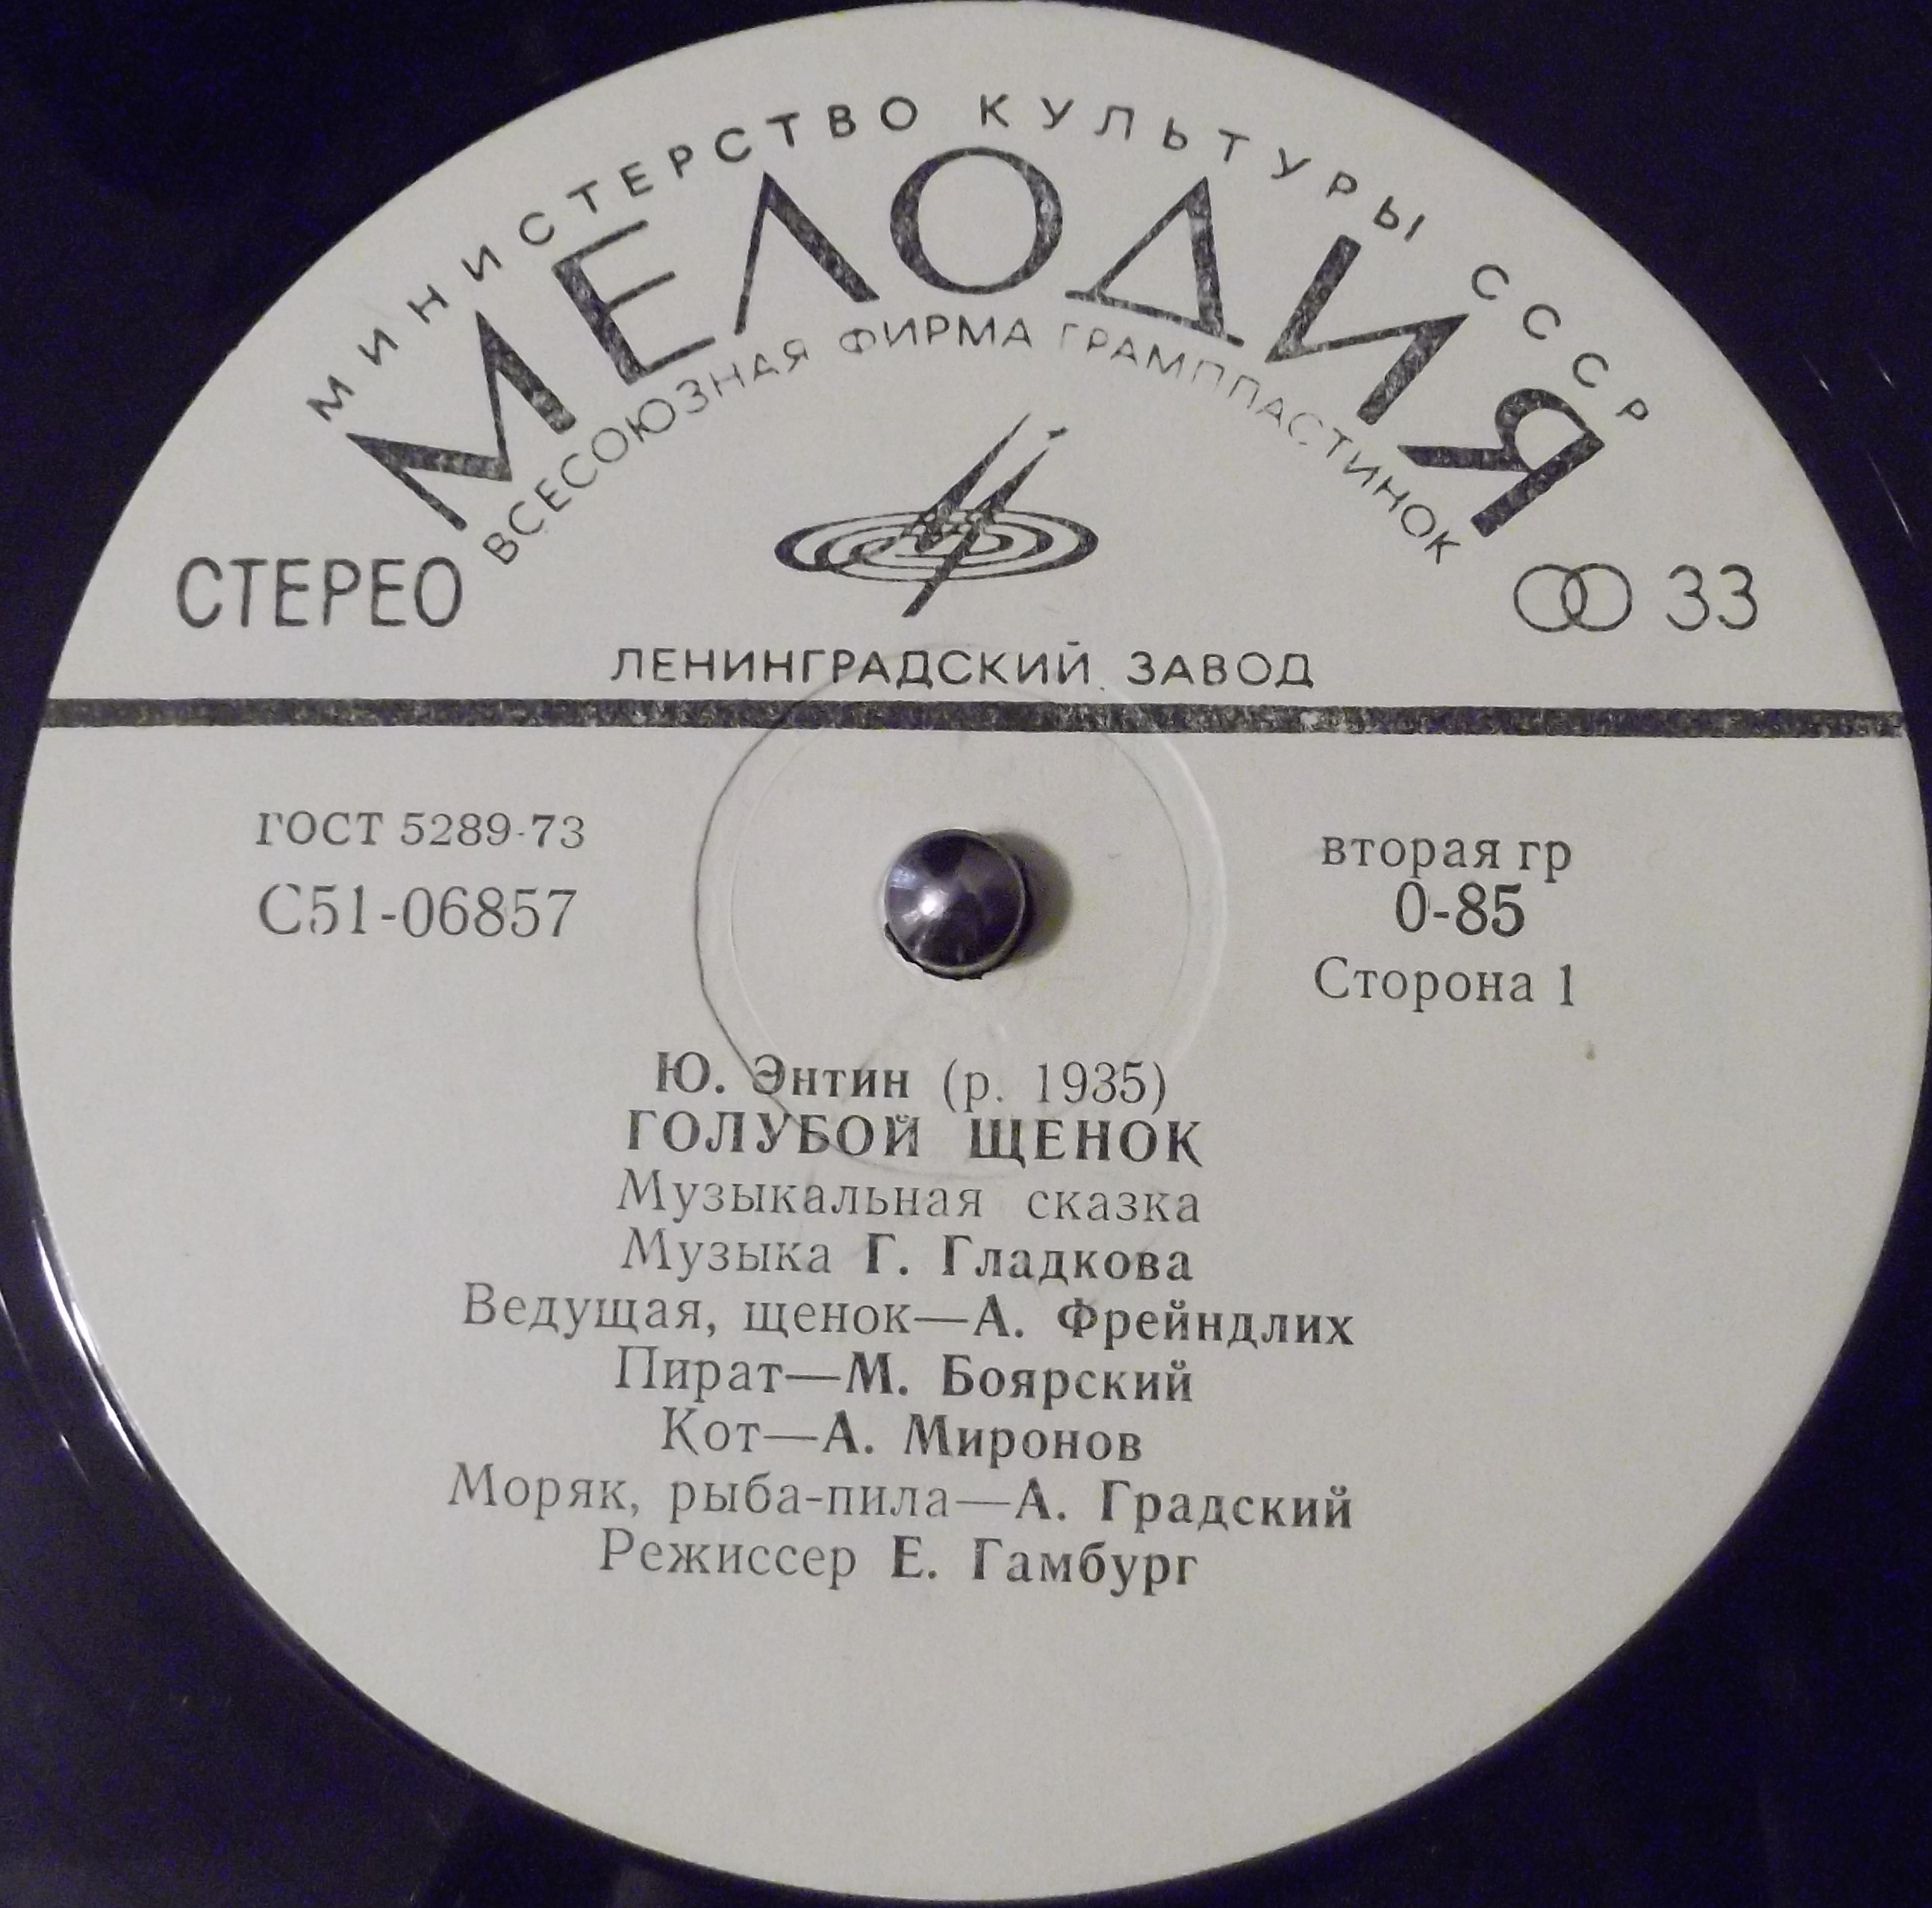 МИНИСТЕРСТВО КУЛЬТУРЫ СССР
МЕЛОДИЯ
ВСЕСОЮЗНАЯ ФИРМА ГРАМПЛАСТИНОК
СТЕРЕО
33
ЛЕНИНГРАДСКИЙ ЗАВОД
ГОСТ 5289-73
С51-06857
вторая гр
0-85
Сторона 1
Ю. Энтин (р. 1935)
ГОЛУБОЙ ЩЕНОК
Музыкальная сказка
Музыка Г. Гладкова
Ведущая, щенок—А. Фрейндлих
Пират—М. Боярский
Кот—А. Миронов
Моряк, рыба-пила—А. Градский
Режиссер Е. Гамбург